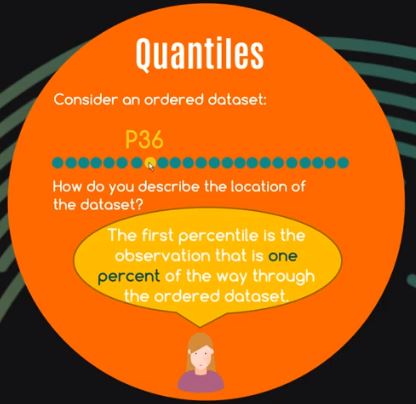 Quantiles
Consider an ordered dataset:
P36
How do you describe the location of
the dataset?
The first percentile is the
observation that is one
percent of the way through
the ordered dataset.